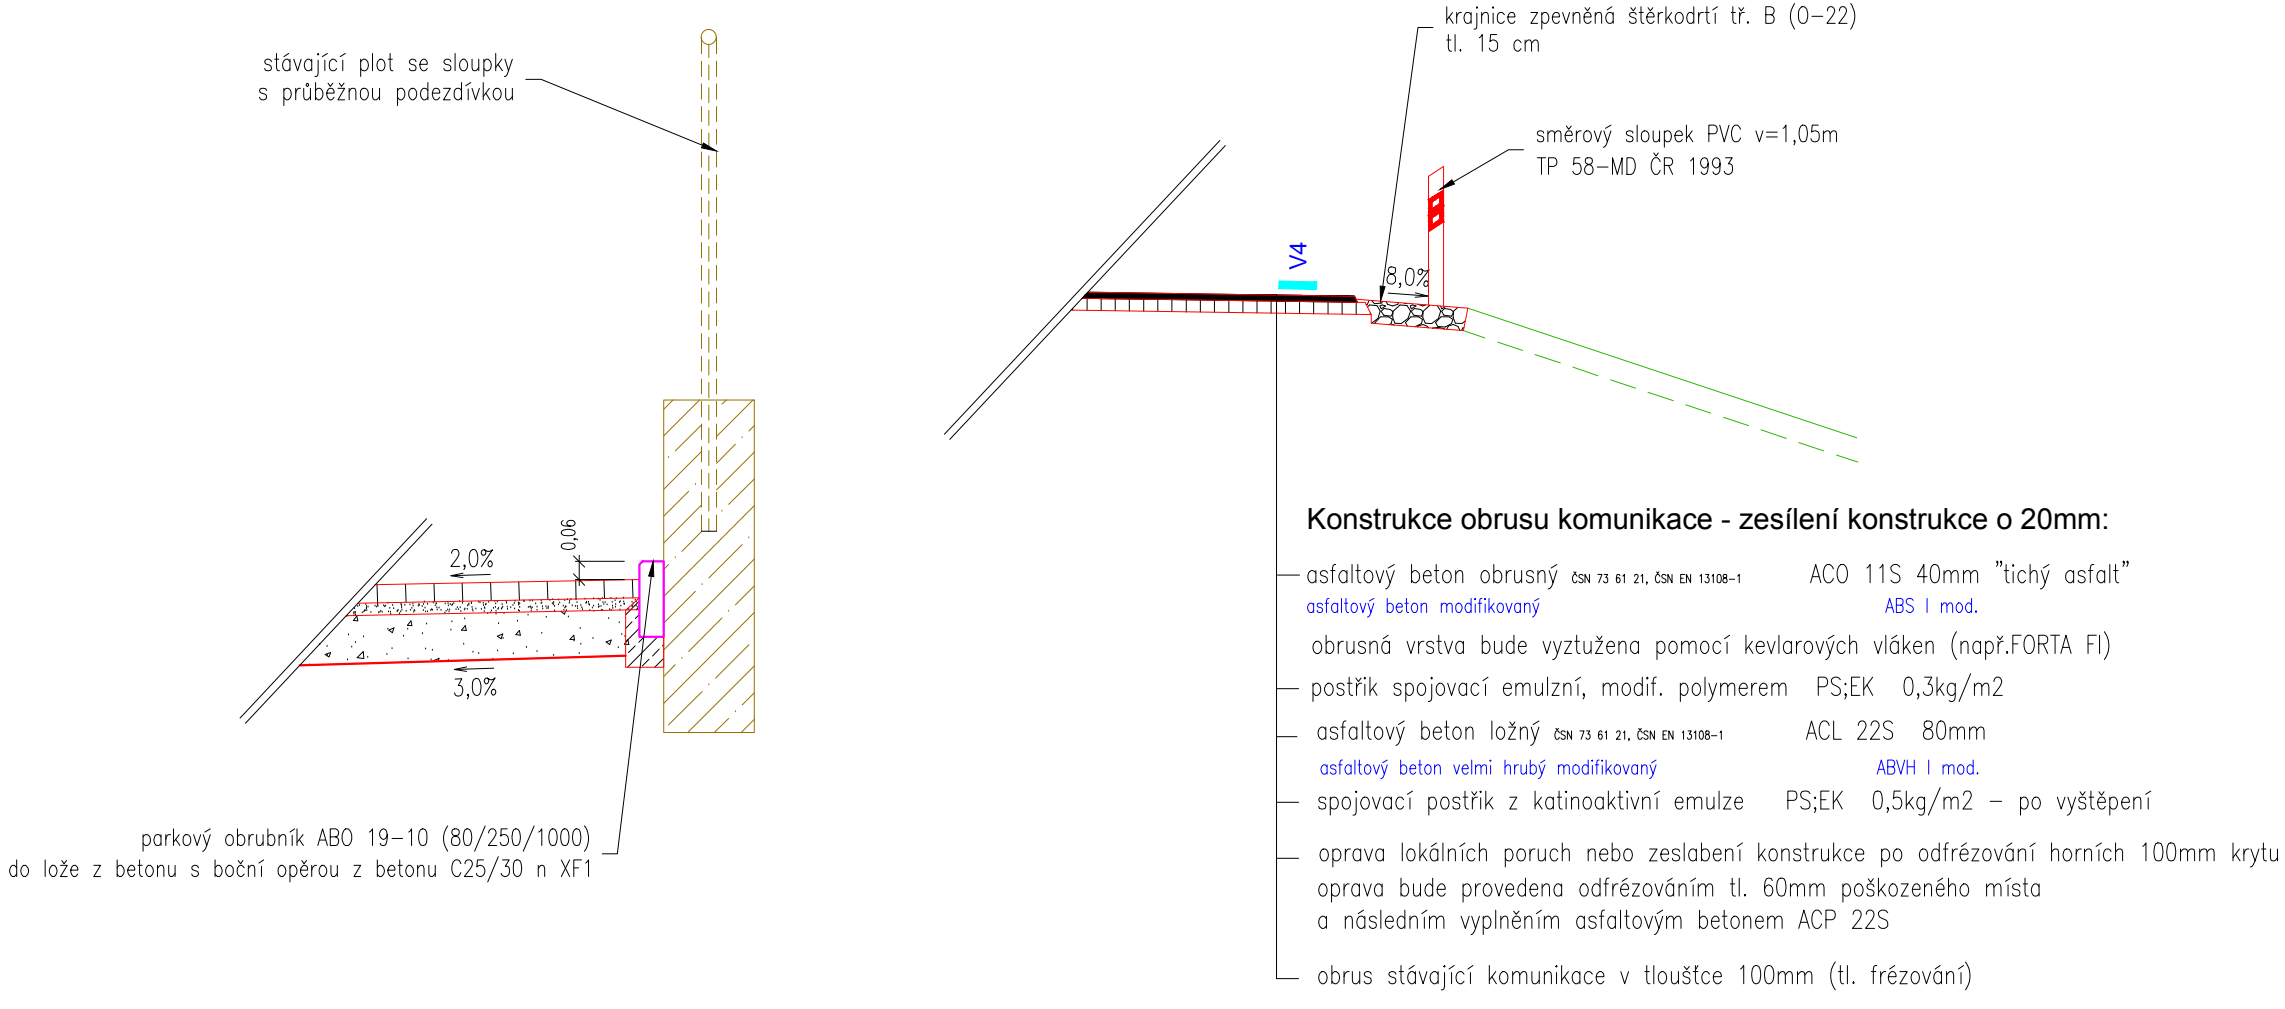 stávající plot se sloupky
s průběžnou podezdívkou
0,06
2,0%
3,0%
parkový obrubník ABO 19-10 (80/250/1000)
do lože z betonu s boční opěrou z betonu C25/30 n XF1
krajnice zpevněná štěrkodrtí tř. B (0-22)
tl. 15 cm
směrový sloupek PVC v=1,05m
TP 58-MD ČR 1993
V4
8,0%
Konstrukce obrusu komunikace - zesílení konstrukce o 20mm:
asfaltový beton obrusný ČSN 73 61 21, ČSN EN 13108-1 ACO 11S 40mm "tichý asfalt"
asfaltový beton modifikovaný ABS I mod.
obrusná vrstva bude vyztužena pomocí kevlarových vláken (např.FORTA FI)
postřik spojovací emulzní, modif. polymerem PS;EK 0,3kg/m2
asfaltový beton ložný ČSN 73 61 21, ČSN EN 13108-1 ACL 22S 80mm
asfaltový beton velmi hrubý modifikovaný ABVH I mod.
spojovací postřik z katinoaktivní emulze PS;EK 0,5kg/m2 - po vyštěpení
oprava lokálních poruch nebo zeslabení konstrukce po odfrézování horních 100mm krytu
oprava bude provedena odfrézováním tl. 60mm poškozeného místa
a následním vyplněním asfaltovým betonem ACP 22S
obrus stávající komunikace v tloušťce 100mm (tl. frézování)